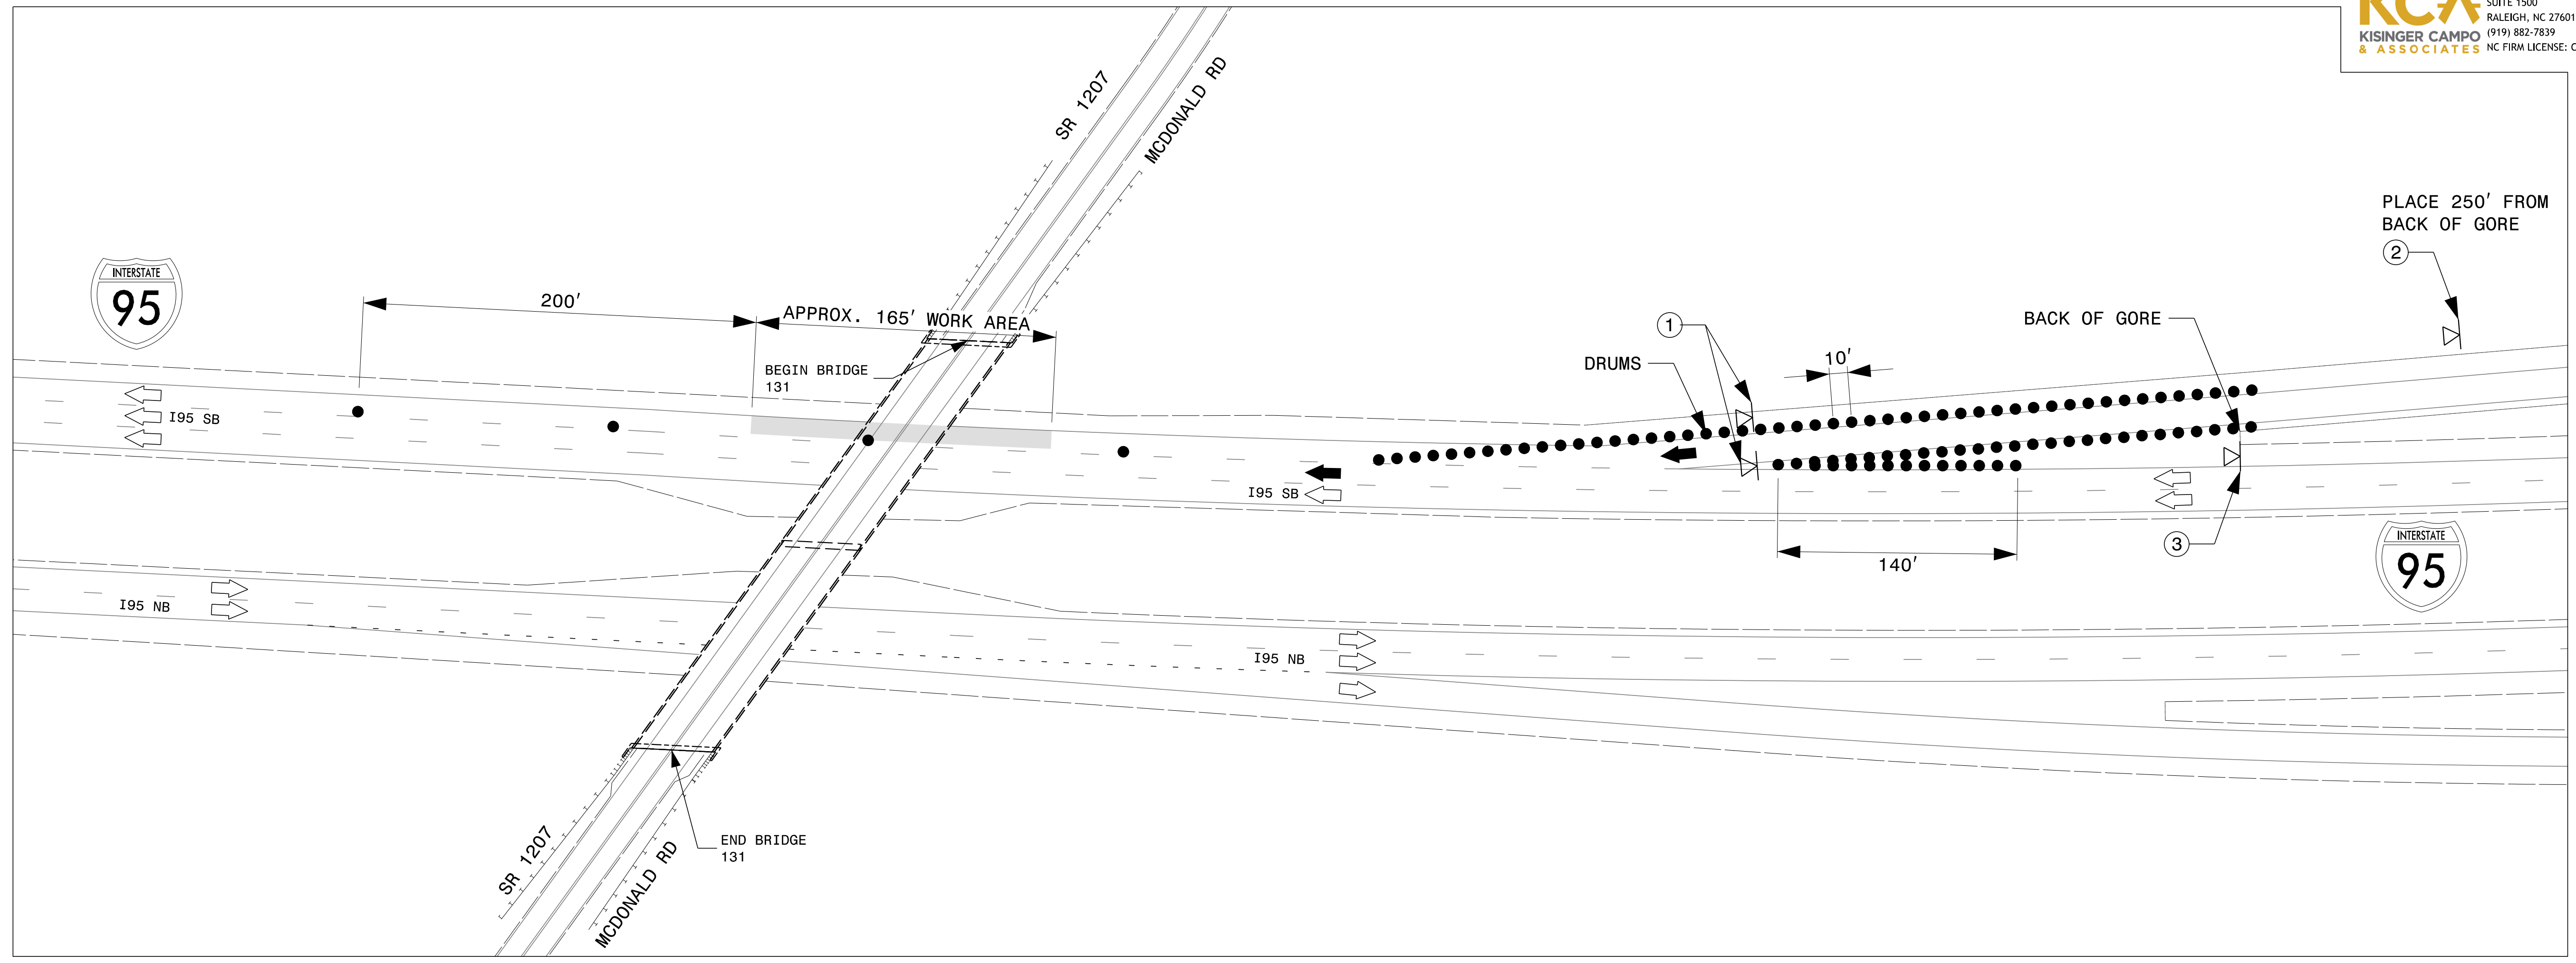 SUITE 1500
RALEIGH, NC 27601
(919) 882-7839
NC FIRM LICENSE: C
KCA
KISINGER CAMPO
& ASSOCIATES
SR 1207
MCDONALD RD
PLACE 250' FROM
BACK OF GORE
2
INTERSTATE
95
200'
APPROX. 165' WORK AREA
1
BACK OF GORE
DRUMS
10'
BEGIN BRIDGE
131
I95 SB
I95 SB
3
140'
INTERSTATE
95
I95 NB
I95 NB
END BRIDGE
131
SR 1207
MCDONALD RD